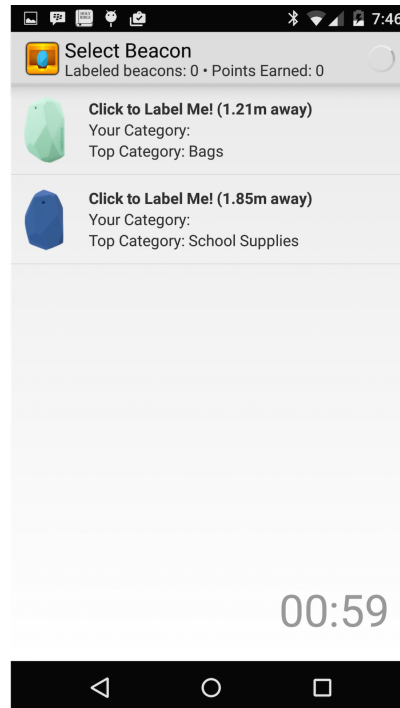 7:46
Select Beacon
Labeled beacons: 0 • Points Earned: 0
Click to Label Me! (1.21m away)
Your Category:
Top Category: Bags
Click to Label Me! (1.85m away)
Your Category:
Top Category: School Supplies
00:59